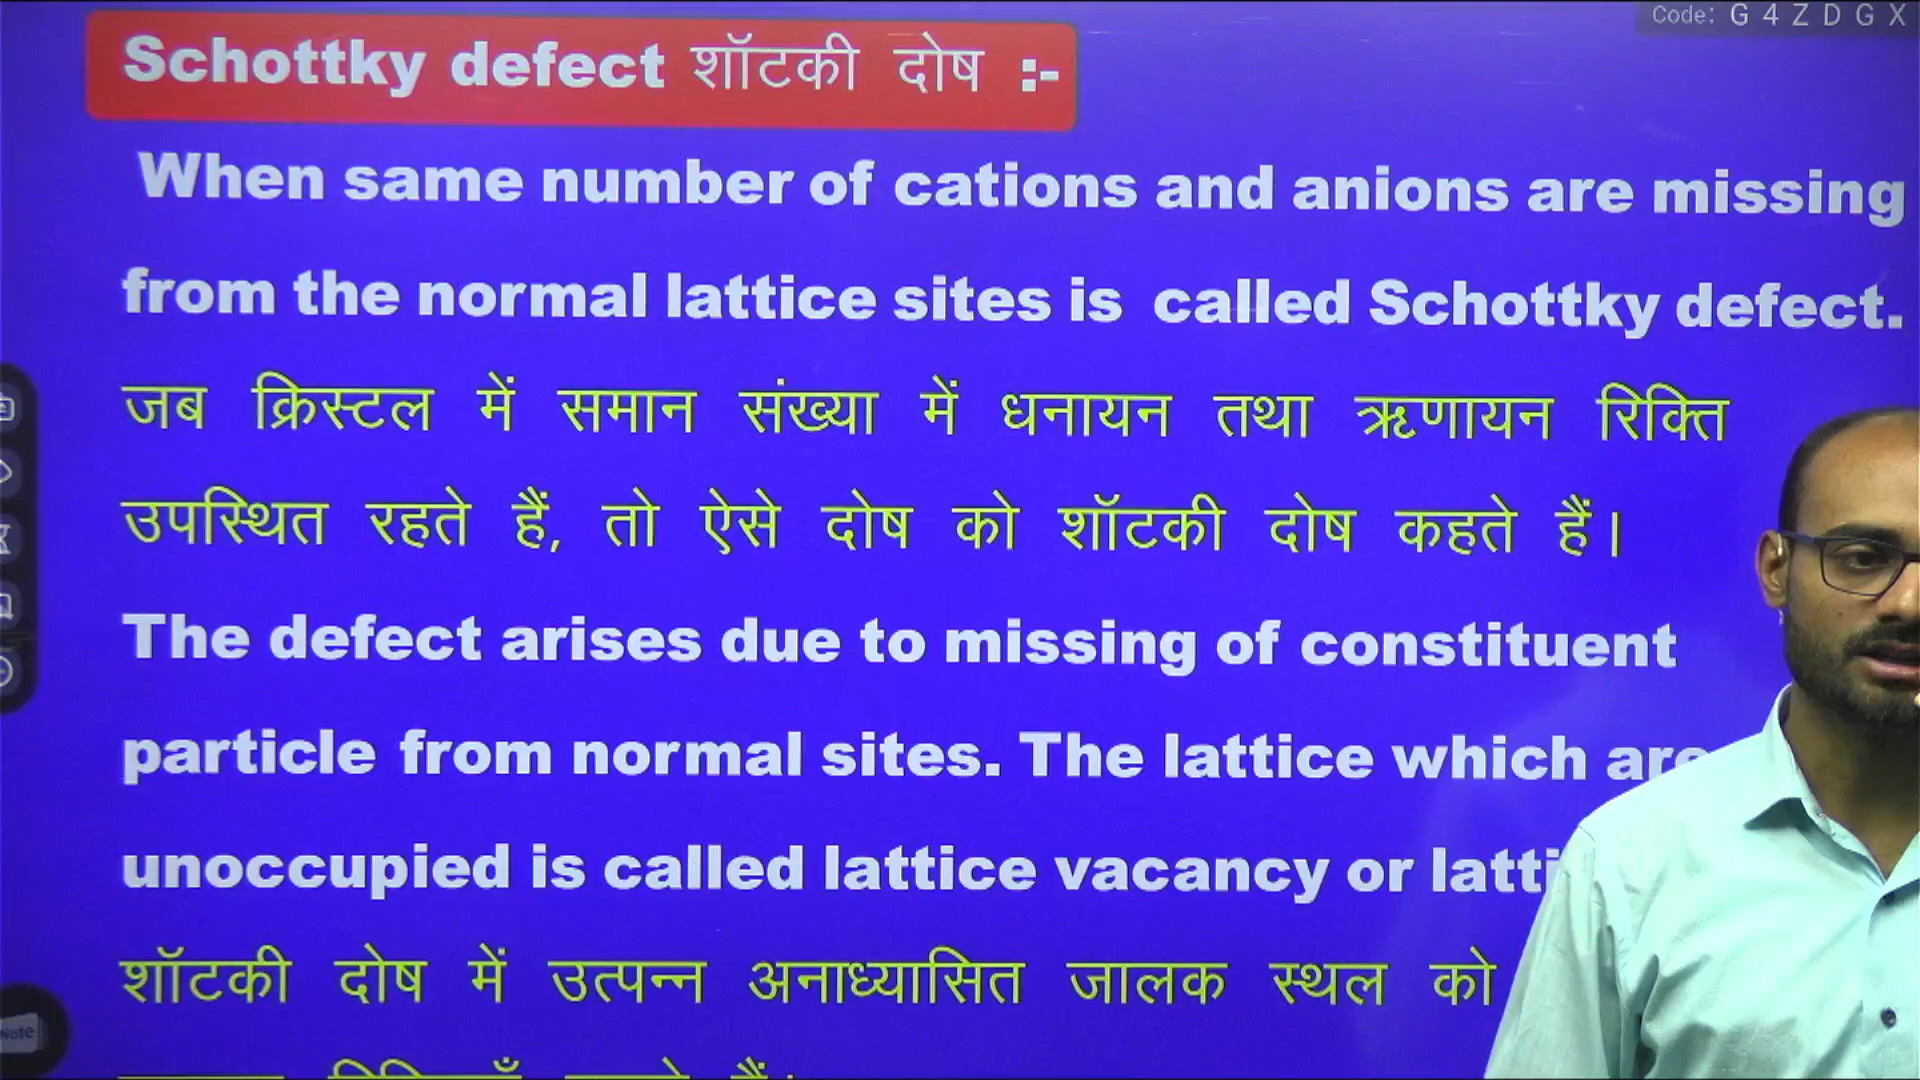 Code: G 4 Z D G X
Schottky defect शॉटकी दोष :-
When same number of cations and anions are missing
from the normal lattice sites is called Schottky defect.
जब क्रिस्टल में समान संख्या में धनायन तथा ऋणायन रिक्ति
उपस्थित रहते हैं, तो ऐसे दोष को शॉटकी दोष कहते हैं।
The defect arises due to missing of constituent
particle from normal sites. The lattice which are
unoccupied is called lattice vacancy or latti
शॉटकी दोष में उत्पन्न अनाध्यासित जालक स्थल को
Note